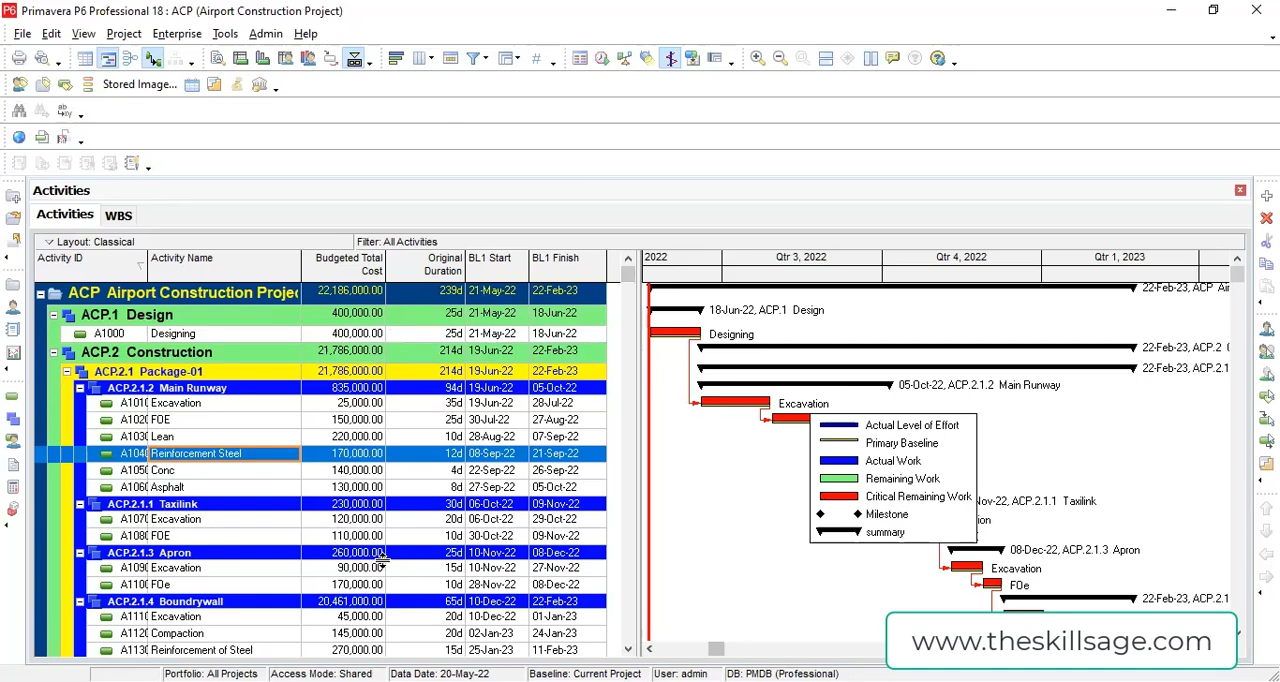 Primavera P6 Professional 18 : ACP (Airport Construction Project)
File Edit View Project Enterprise Tools Admin Help
Stored Image...
Activities
Activities WBS
Layout: Classical Filter: All Activities
Activity ID Activity Name Budgeted Total Cost Original Duration BL1 Start BL1 Finish
2022 Qtr 3, 2022 Qtr 4, 2022 Qtr 1, 2023
ACP Airport Construction Projec 22,186,000.00 239d 21-May-22 22-Feb-23 22-Feb-23, ACP Air
ACP.1 Design 400,000.00 25d 21-May-22 18-Jun-22 18-Jun-22, ACP.1 Design
A1000 Designing 400,000.00 25d 21-May-22 18-Jun-22 Designing
ACP.2 Construction 21,786,000.00 214d 19-Jun-22 22-Feb-23 22-Feb-23, ACP.2
ACP.2.1 Package-01 21,786,000.00 214d 19-Jun-22 22-Feb-23 22-Feb-23, ACP.2.1
ACP.2.1.2 Main Runway 835,000.00 94d 19-Jun-22 05-Oct-22 05-Oct-22, ACP.2.1.2 Main Runway
A1010 Excavation 25,000.00 35d 19-Jun-22 28-Jul-22 Excavation
A1020 FOE 150,000.00 25d 30-Jul-22 27-Aug-22
A1030 Lean 220,000.00 10d 28-Aug-22 07-Sep-22
A1040 Reinforcement Steel 170,000.00 12d 08-Sep-22 21-Sep-22
A1050 Conc 140,000.00 4d 22-Sep-22 26-Sep-22
A1060 Asphalt 130,000.00 8d 27-Sep-22 05-Oct-22
ACP.2.1.1 Taxilink 230,000.00 30d 06-Oct-22 09-Nov-22 Nov-22, ACP.2.1.1 Taxilink
A1070 Excavation 120,000.00 20d 06-Oct-22 29-Oct-22 ion
A1080 FOE 110,000.00 10d 30-Oct-22 09-Nov-22
ACP.2.1.3 Apron 260,000.00 25d 10-Nov-22 08-Dec-22 08-Dec-22, ACP.2.1.3 Apron
A1090 Excavation 90,000.00 15d 10-Nov-22 27-Nov-22 Excavation
A1100 FOe 170,000.00 10d 28-Nov-22 08-Dec-22 FOe
ACP.2.1.4 Boundrywall 20,461,000.00 65d 10-Dec-22 22-Feb-23 22-Feb-23, ACP.2.1
A1110 Excavation 45,000.00 20d 10-Dec-22 01-Jan-23
A1120 Compaction 145,000.00 20d 02-Jan-23 24-Jan-23
A1130 Reinforcement of Steel 270,000.00 15d 25-Jan-23 11-Feb-23
Actual Level of Effort
Primary Baseline
Actual Work
Remaining Work
Critical Remaining Work
Milestone
summary
www.theskillsage.com
Portfolio: All Projects Access Mode: Shared Data Date: 20-May-22 Baseline: Current Project User: admin DB: PMDB (Professional)